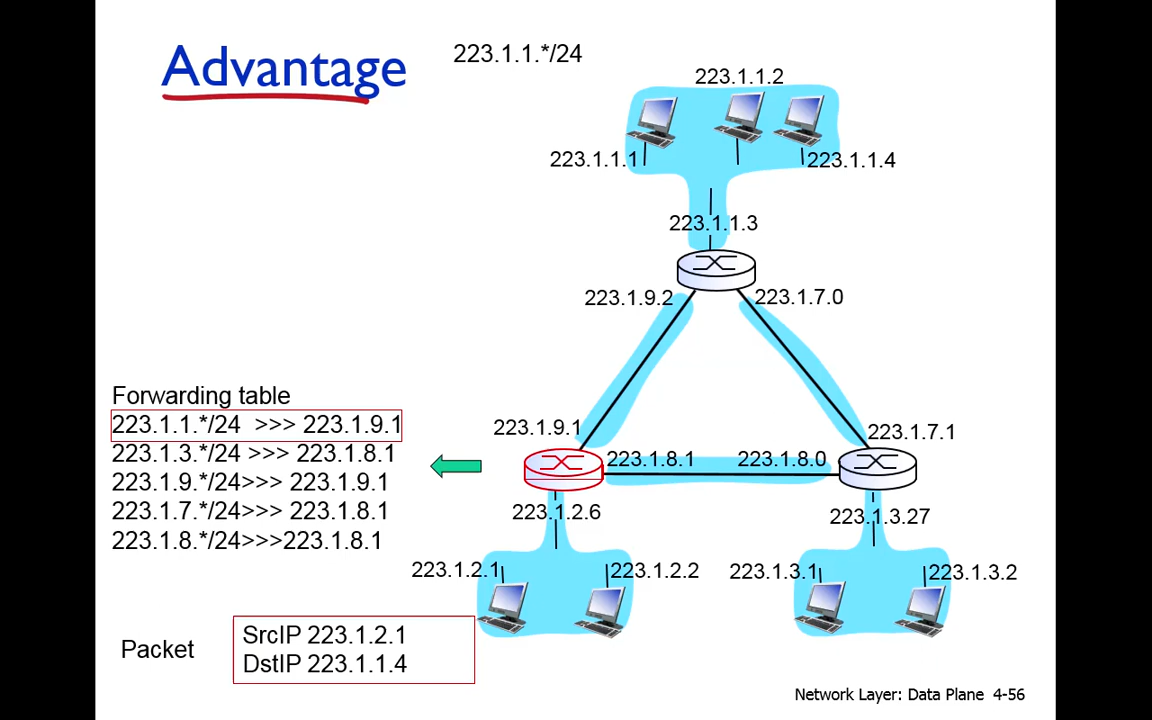 Advantage
223.1.1.*/24
223.1.1.2
223.1.1.1
223.1.1.4
223.1.1.3
223.1.9.2
223.1.7.0
Forwarding table
223.1.1.*/24 >>> 223.1.9.1
223.1.3.*/24 >>> 223.1.8.1
223.1.9.*/24>>> 223.1.9.1
223.1.7.*/24>>> 223.1.8.1
223.1.8.*/24>>>223.1.8.1
223.1.9.1
223.1.7.1
223.1.8.1
223.1.8.0
223.1.2.6
223.1.3.27
223.1.2.1
223.1.2.2
223.1.3.1
223.1.3.2
Packet
SrcIP 223.1.2.1
DstIP 223.1.1.4
Network Layer: Data Plane 4-56